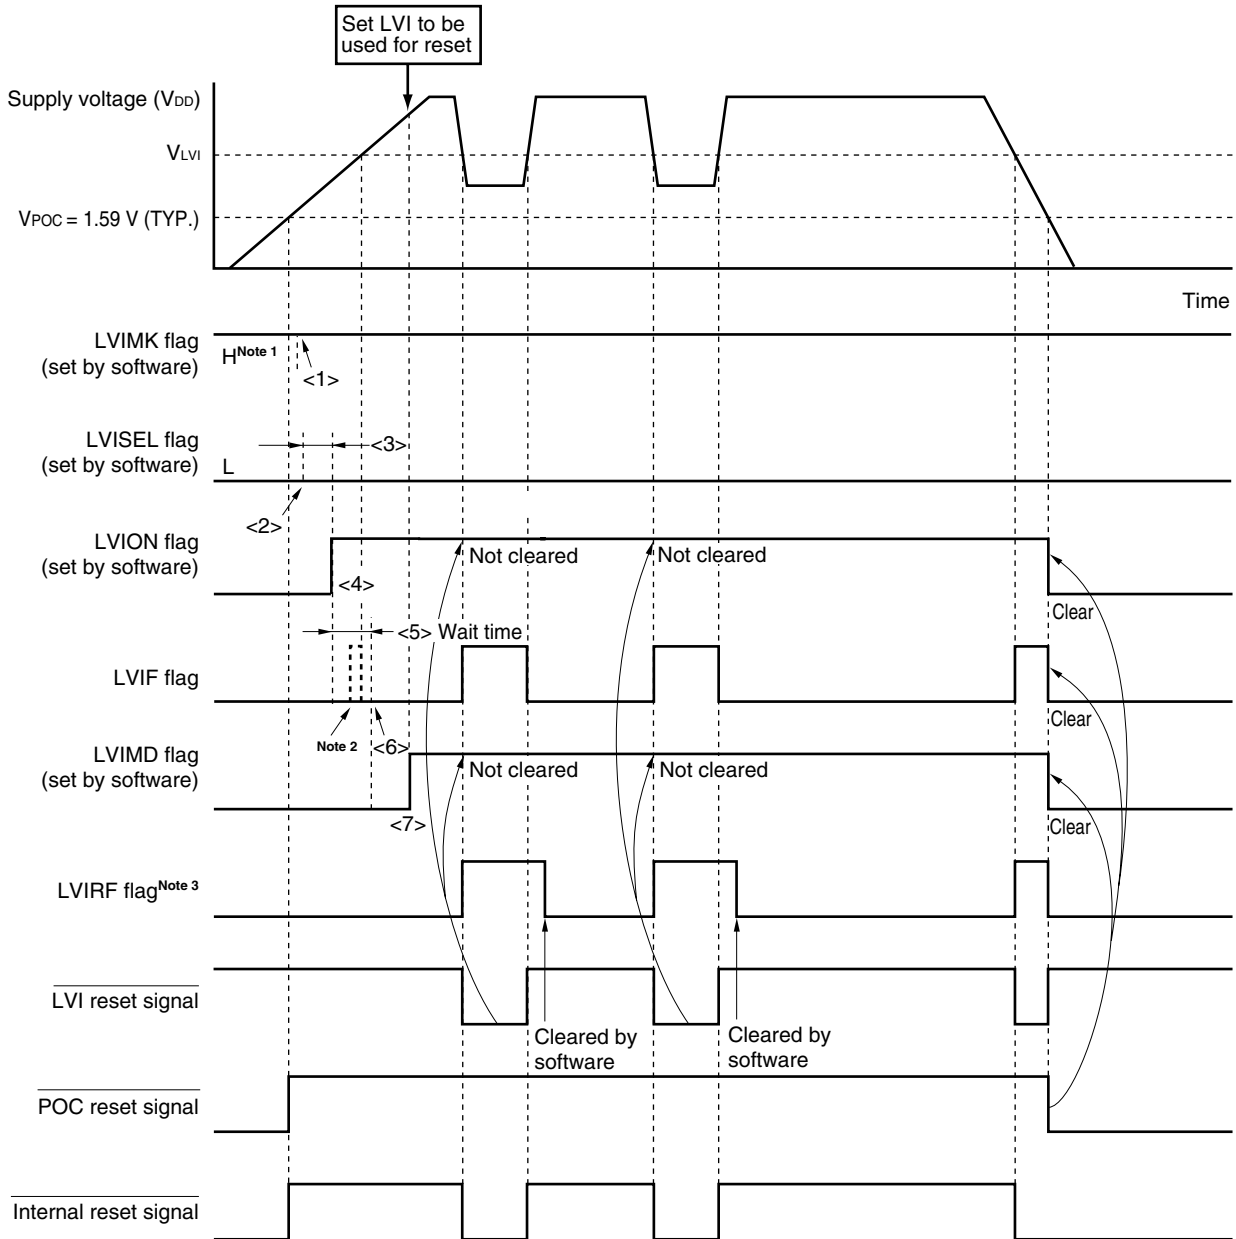 Set LVI to be
used for reset
Supply voltage (VDD)
VLVI
VPOC = 1.59 V (TYP.)
Time
LVIMK flag
(set by software)
H Note 1
<1>
LVISEL flag
(set by software)
<3>
L
<2>
LVION flag
(set by software)
Not cleared
Not cleared
<4>
Clear
<5> Wait time
LVIF flag
Clear
Note 2
<6>
LVIMD flag
(set by software)
Not cleared
Not cleared
<7>
Clear
LVIRF flag Note 3
LVI reset signal
Cleared by
software
Cleared by
software
POC reset signal
Internal reset signal